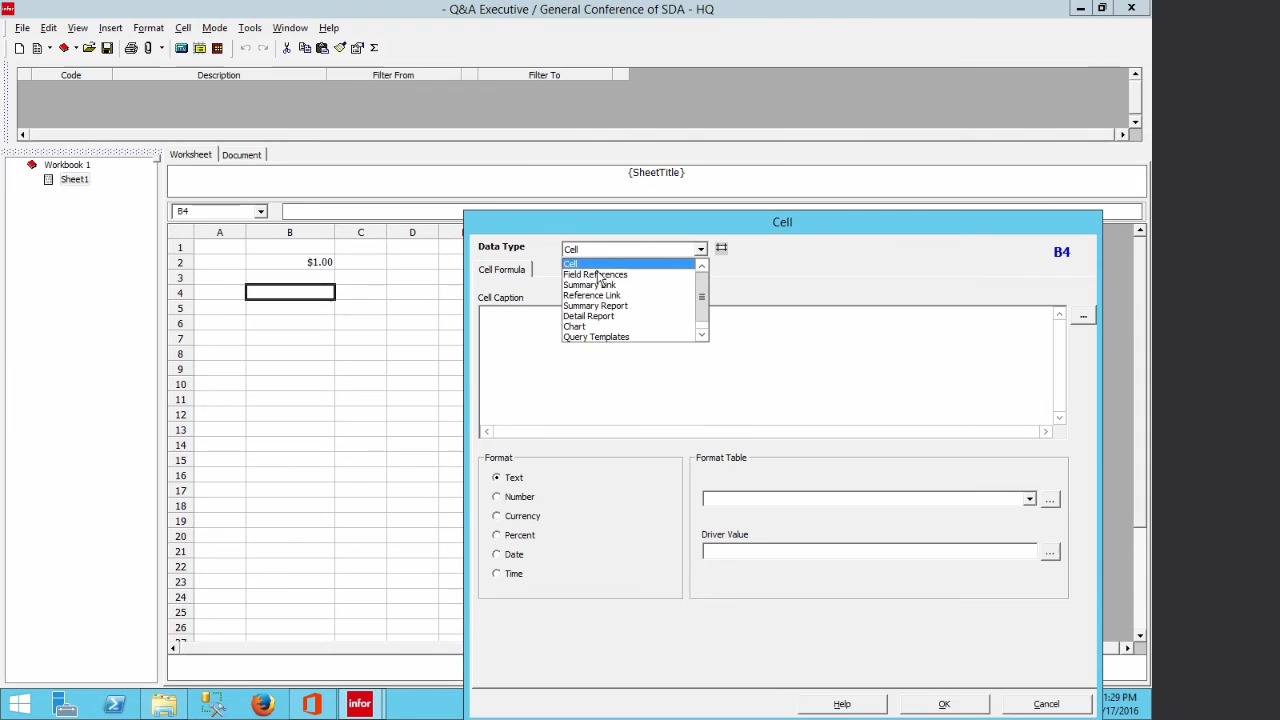 infor
- Q&A Executive / General Conference of SDA - HQ
File Edit View Insert Format Cell Mode Tools Window Help
Code Description Filter From Filter To
Workbook 1
Sheet1
Worksheet Document
{SheetTitle}
B4
A B C D
1
2 $1.00
3
4
5
6
7
8
9
10
11
12
13
14
15
16
17
18
19
20
21
22
23
24
25
26
Cell
Data Type Cell
B4
Cell
Field References
Summary Link
Reference Link
Summary Report
Detail Report
Chart
Query Templates
Cell Formula
Cell Caption
...
Format
Text
Number
Currency
Percent
Date
Time
Format Table
...
Driver Value
...
Help OK Cancel
infor
1:29 PM
/17/2016